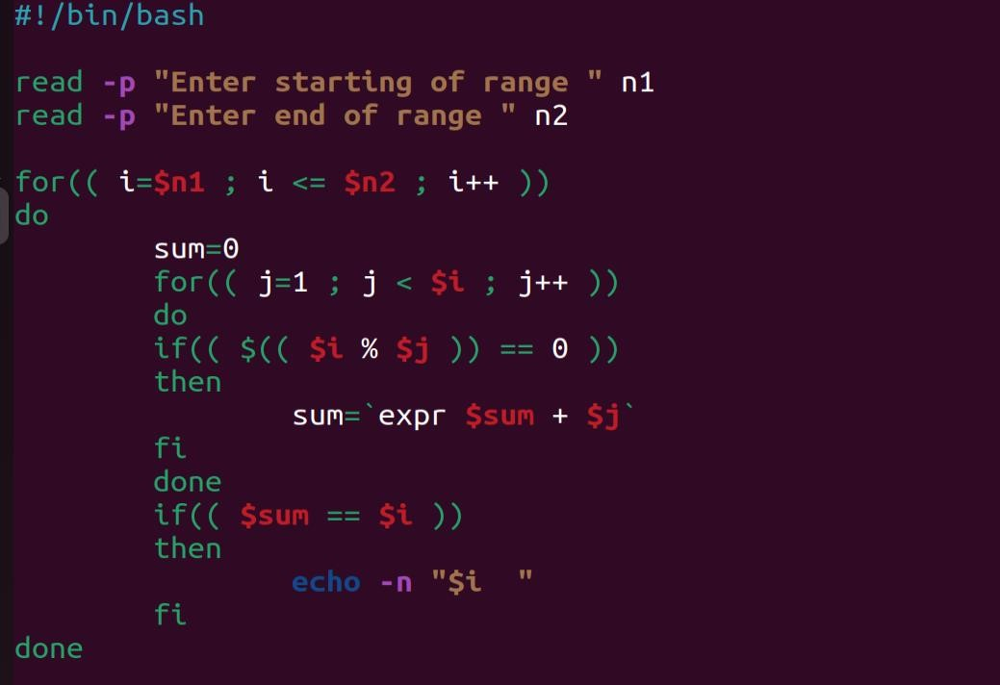 #!/bin/bash

read -p "Enter starting of range " n1
read -p "Enter end of range " n2

for(( i=$n1 ; i <= $n2 ; i++ ))
do
        sum=0
        for(( j=1 ; j < $i ; j++ ))
        do
        if(( $(( $i % $j )) == 0 ))
        then
                sum=`expr $sum + $j`
        fi
        done
        if(( $sum == $i ))
        then
                echo -n "$i  "
        fi
done